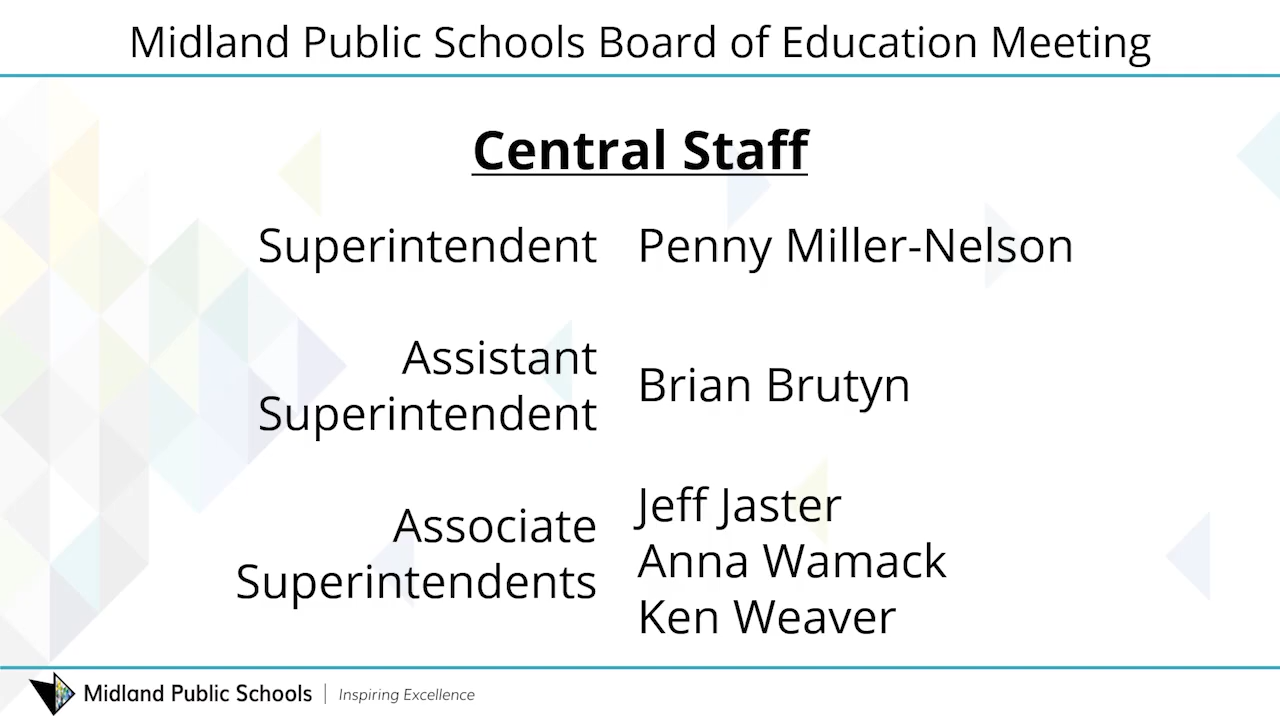 Midland Public Schools Board of Education Meeting
Central Staff
Superintendent Penny Miller-Nelson
Assistant
Superintendent
Brian Brutyn
Associate
Superintendents
Jeff Jaster
Anna Wamack
Ken Weaver
Midland Public Schools | Inspiring Excellence